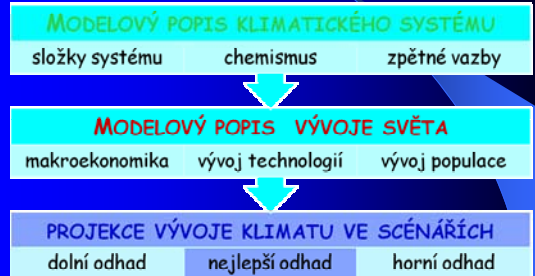 MODELOVÝ POPIS KLIMATICKÉHO SYSTÉMU
složky systému chemismus zpětné vazby
MODELOVÝ POPIS VÝVOJE SVĚTA
makroekonomika vývoj technologií vývoj populace
PROJEKCE VÝVOJE KLIMATU VE SCÉNÁŘÍCH
dolní odhad nejlepší odhad horní odhad